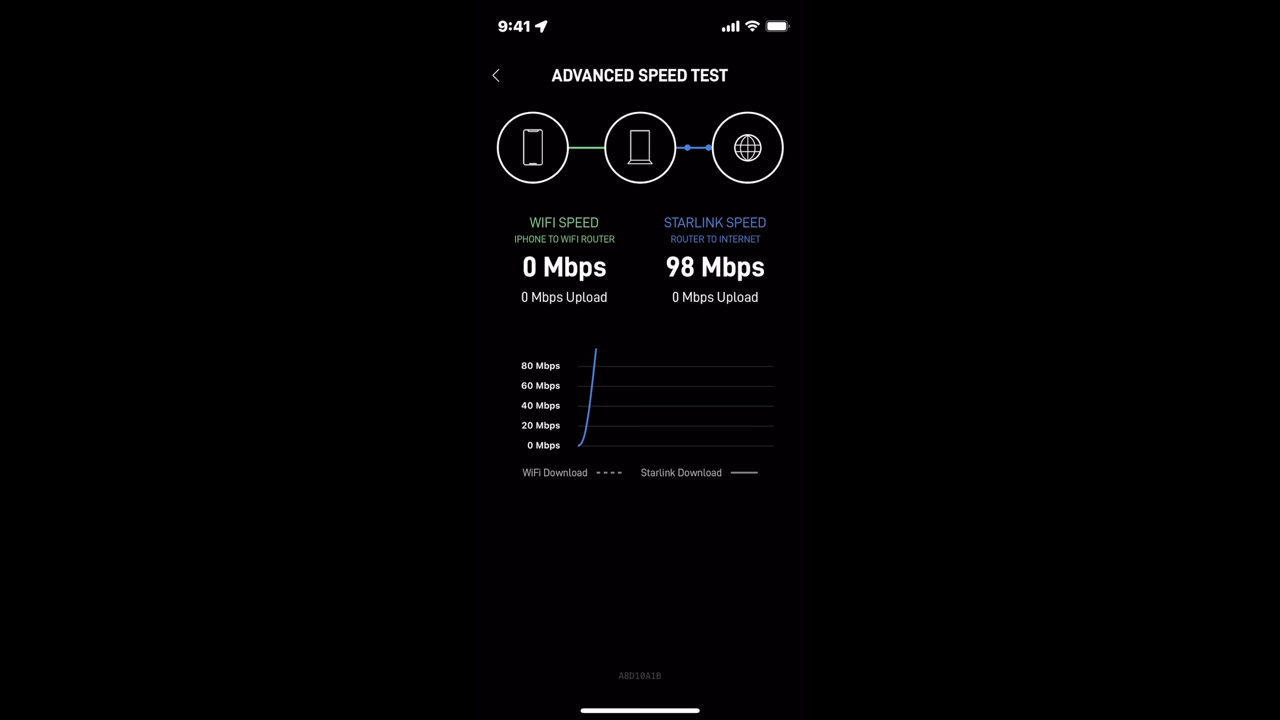 9:41
ADVANCED SPEED TEST
WIFI SPEED
IPHONE TO WIFI ROUTER
0 Mbps
0 Mbps Upload
STARLINK SPEED
ROUTER TO INTERNET
98 Mbps
0 Mbps Upload
80 Mbps
60 Mbps
40 Mbps
20 Mbps
0 Mbps
WiFi Download
Starlink Download
A8D10A1B